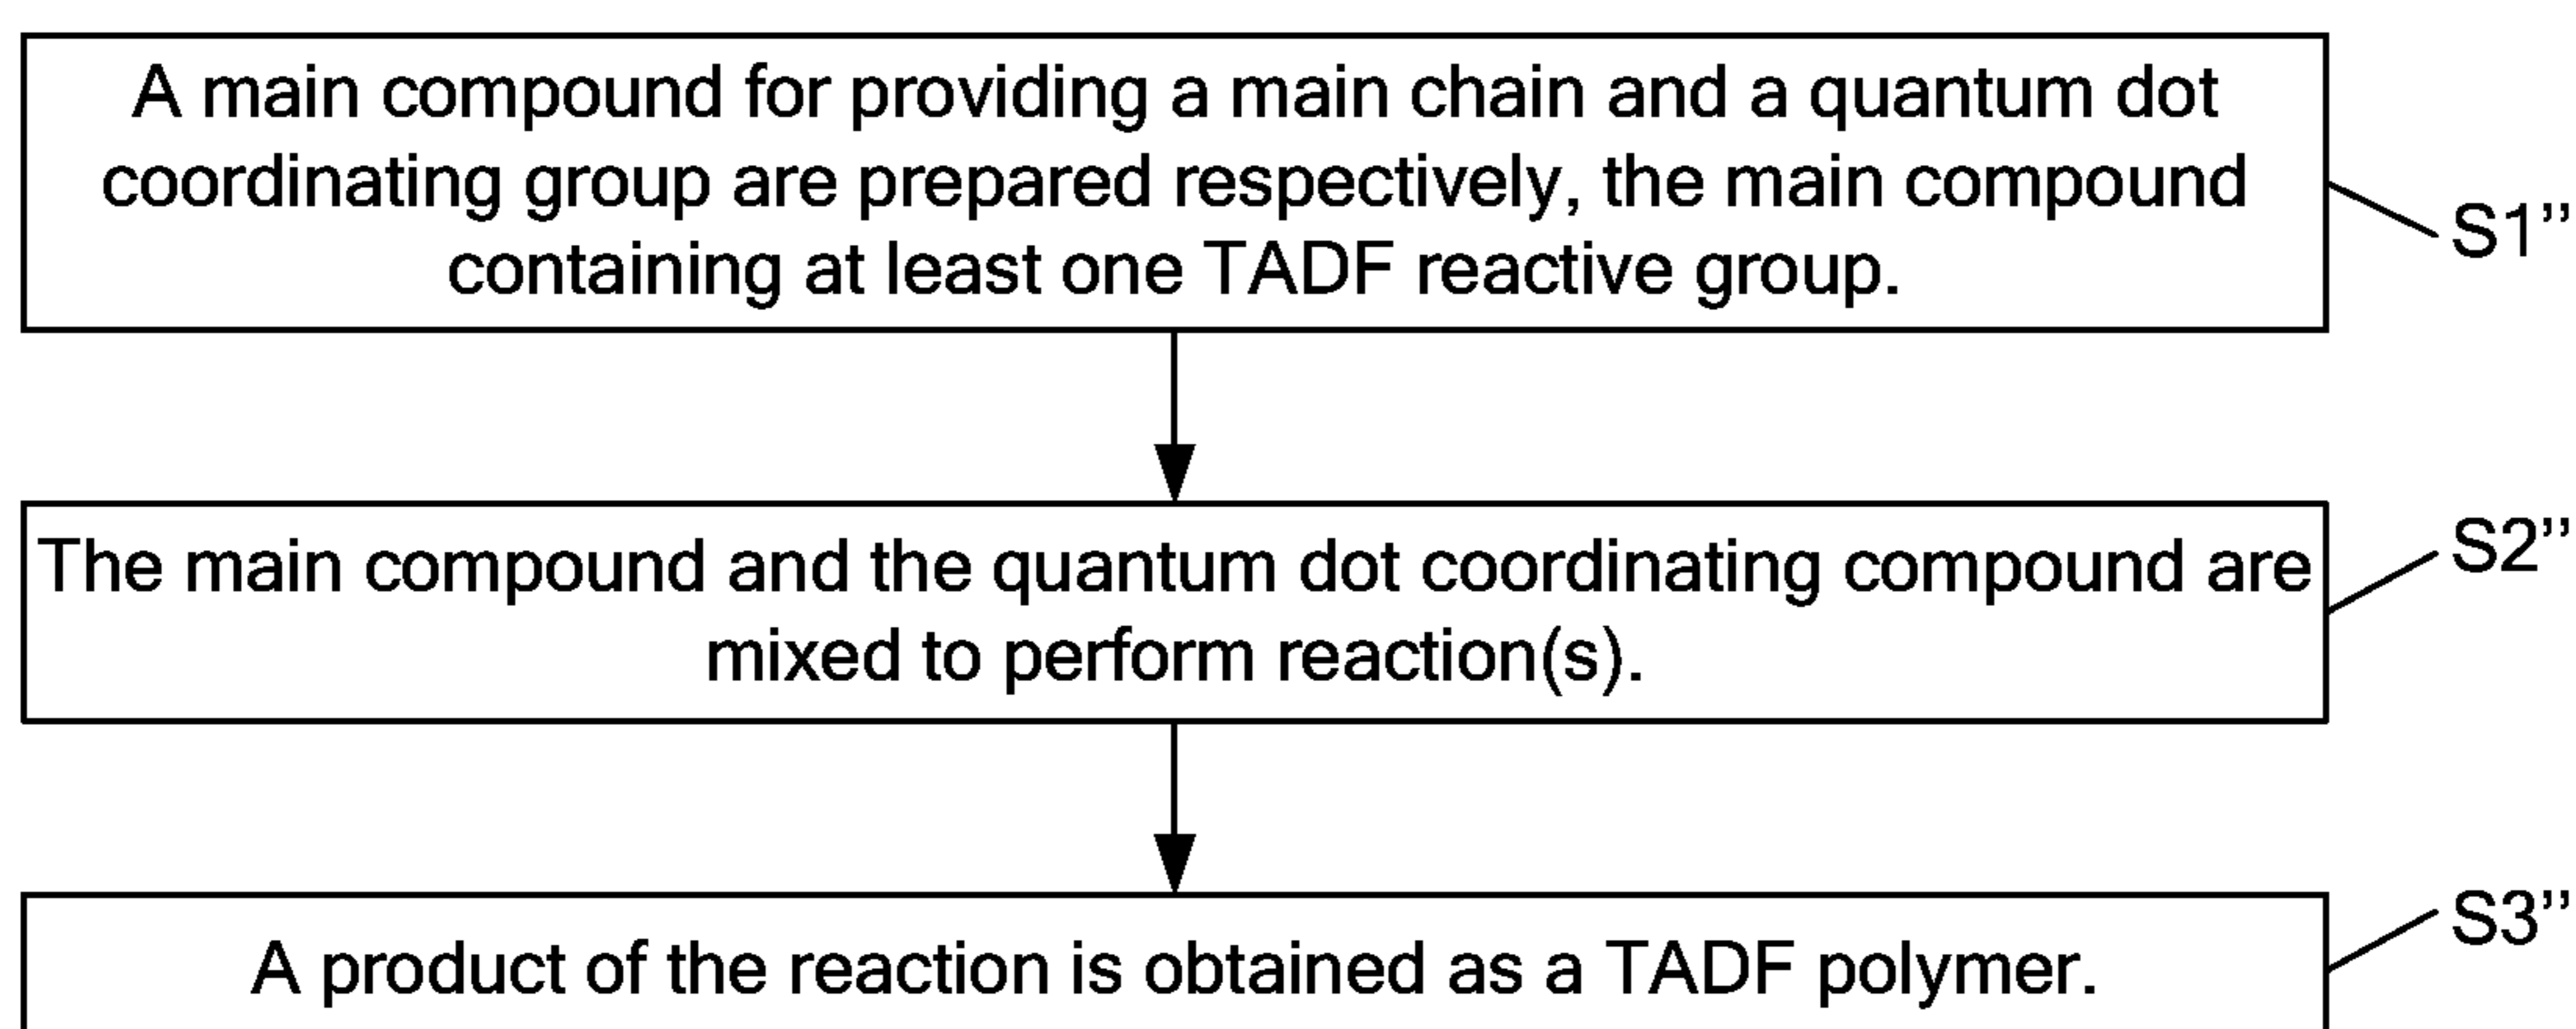 A main compound for providing a main chain and a quantum dot
coordinating group are prepared respectively, the main compound
containing at least one TADF reactive group.
S1’’
The main compound and the quantum dot coordinating compound are
mixed to perform reaction(s).
S2’’
A product of the reaction is obtained as a TADF polymer.
S3’’